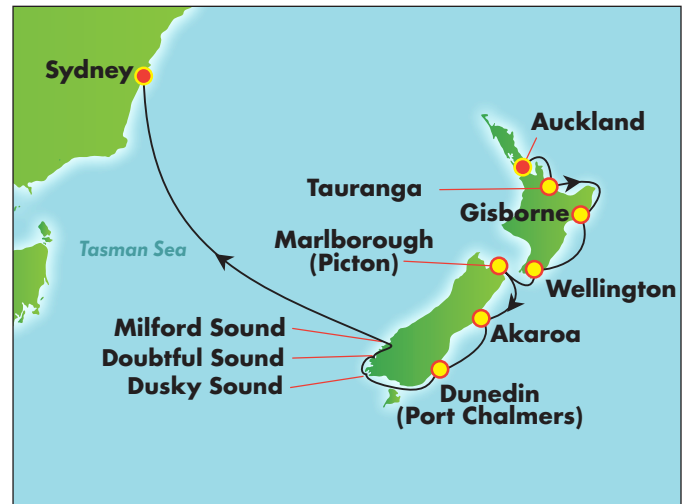 Sydney
Auckland
Tauranga
Gisborne
Marlborough
(Picton)
Tasman Sea
Wellington
Milford Sound
Akaroa
Doubtful Sound
Dusky Sound
Dunedin
(Port Chalmers)